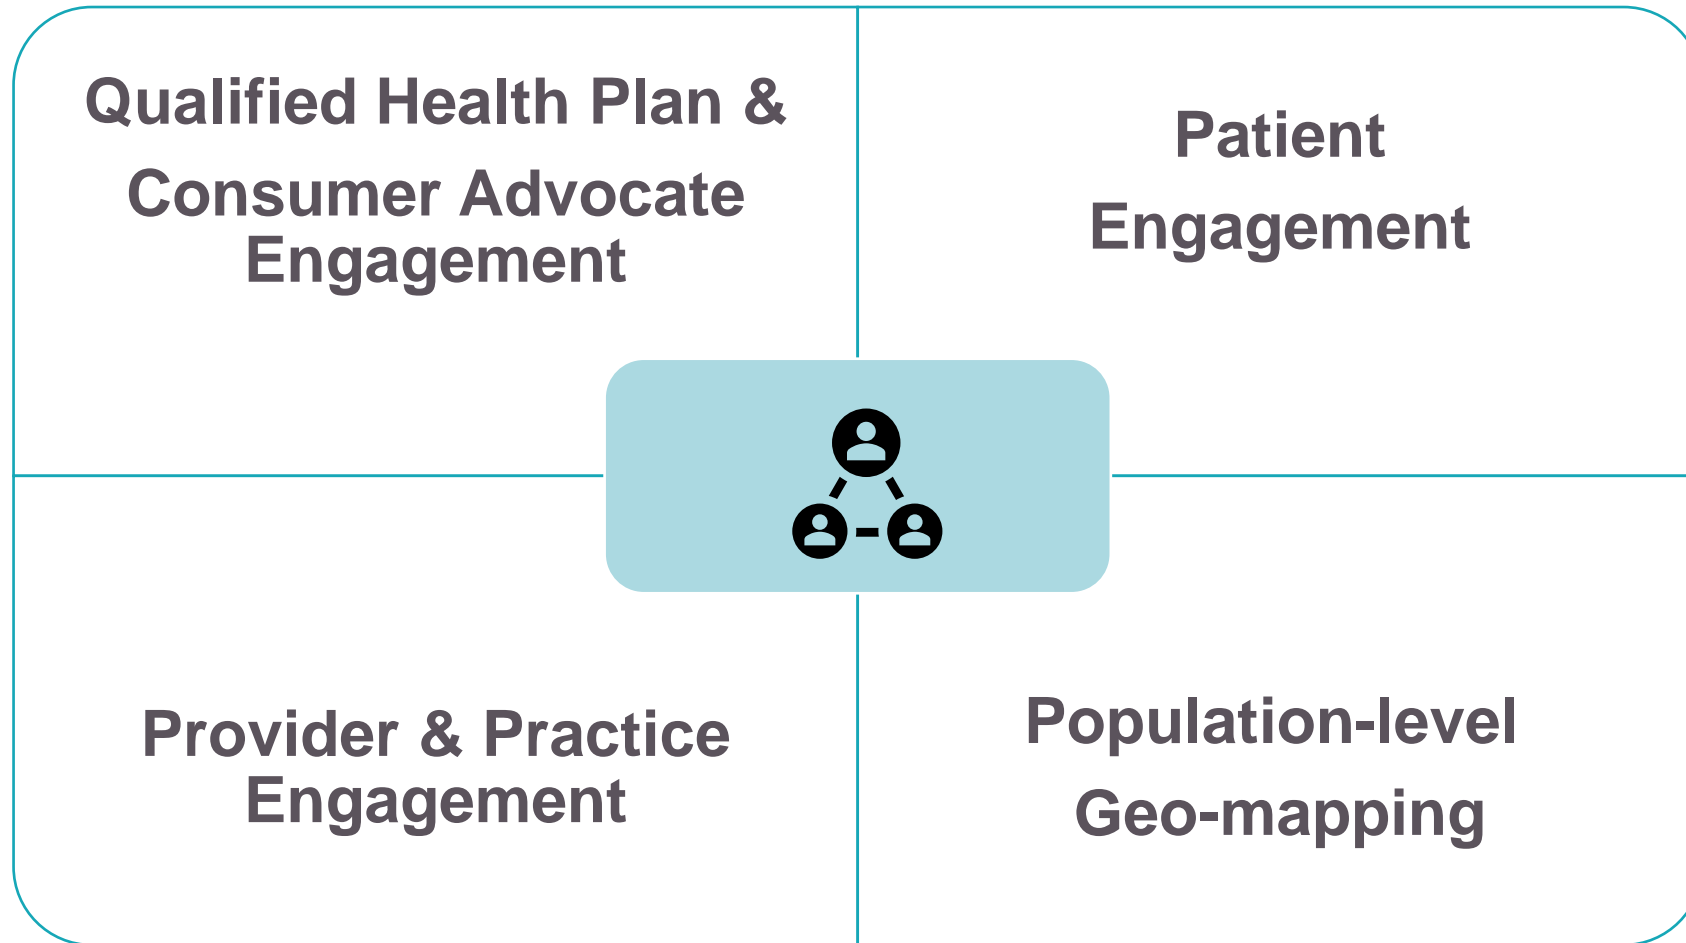 Qualified Health Plan &
Consumer Advocate
Engagement
Patient
Engagement
Provider & Practice
Engagement
Population-level
Geo-mapping